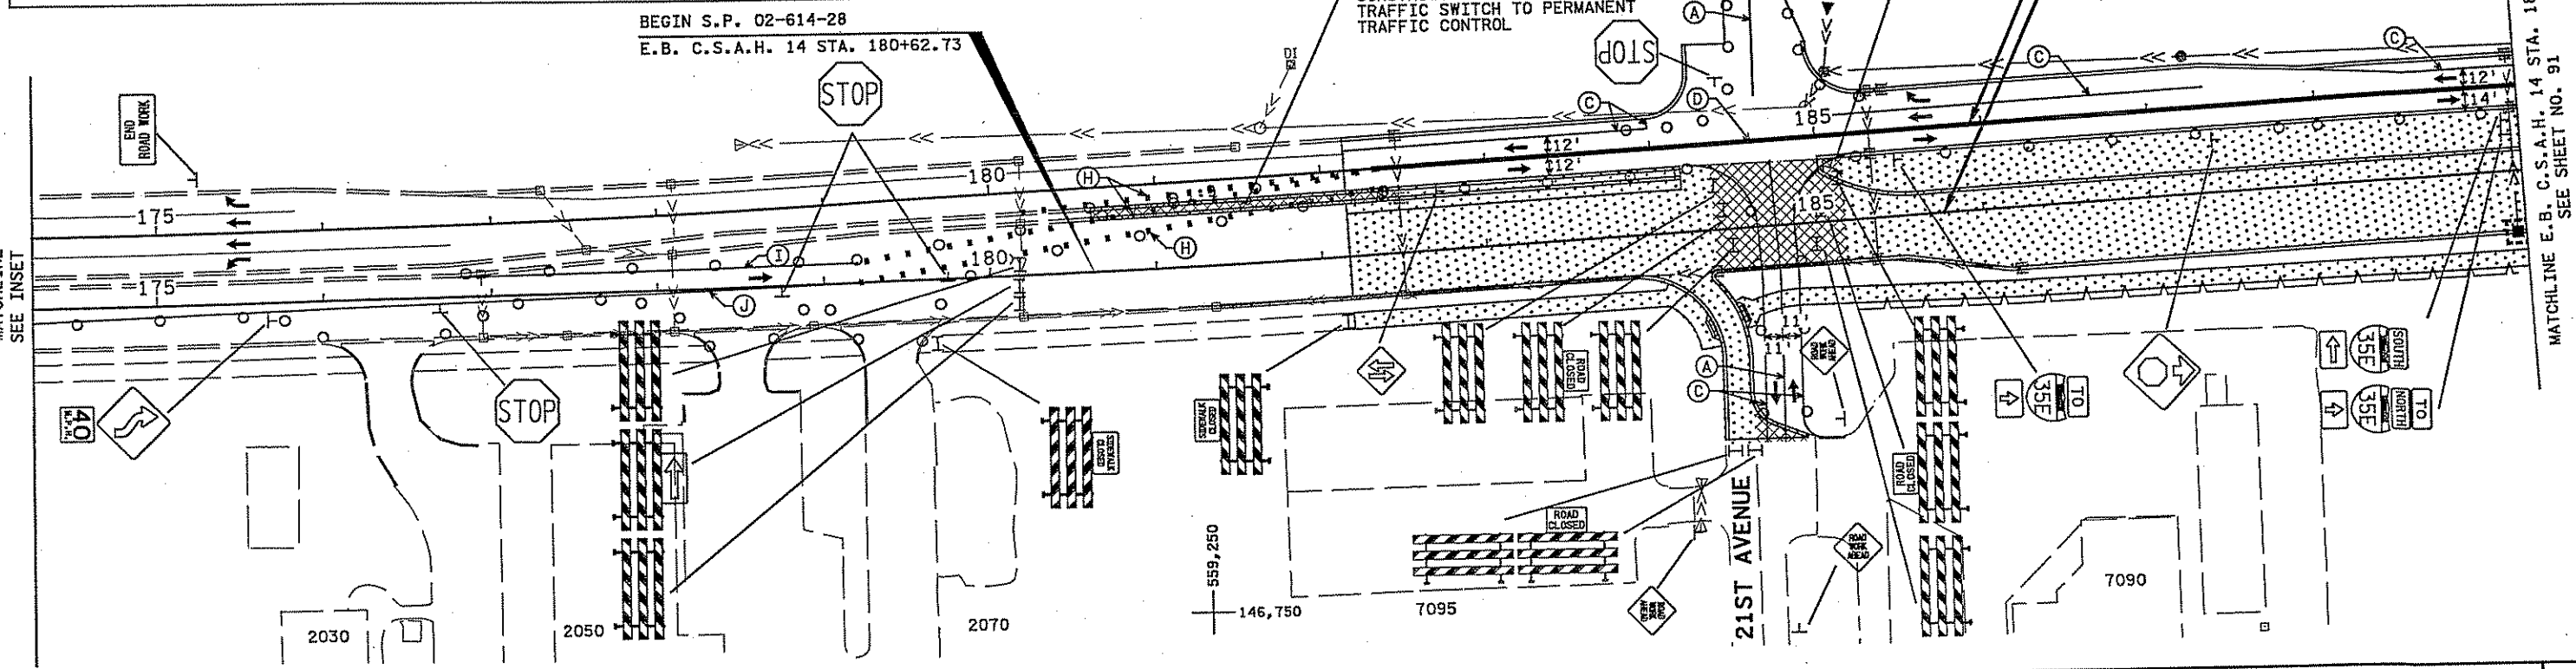 BEGIN S.P. 02-614-28
E.B. C.S.A.H. 14 STA. 180+62.73
TRAFFIC SWITCH TO PERMANENT
TRAFFIC CONTROL
STOP
STOP
END
ROAD WORK
DI
A
C
C
C
D
185
12'
14'
12'
12'
180
H
175
185
H
180
I
175
J
SEE INSET
MATCHLINE E.B. C.S.A.H. 14 STA. 18
SEE SHEET NO. 91
11'
11'
ROAD
WORK
AHEAD
A
C
40
M.P.H.
STOP
SIDEWALK
CLOSED
SIDEWALK
CLOSED
ROAD
CLOSED
ROAD
CLOSED
ROAD
CLOSED
TO
35E
SOUTH
35E
TO
NORTH
35E
21ST AVENUE
ROAD
WORK
AHEAD
ROAD
WORK
AHEAD
559,250
146,750
2030
2050
2070
7095
7090